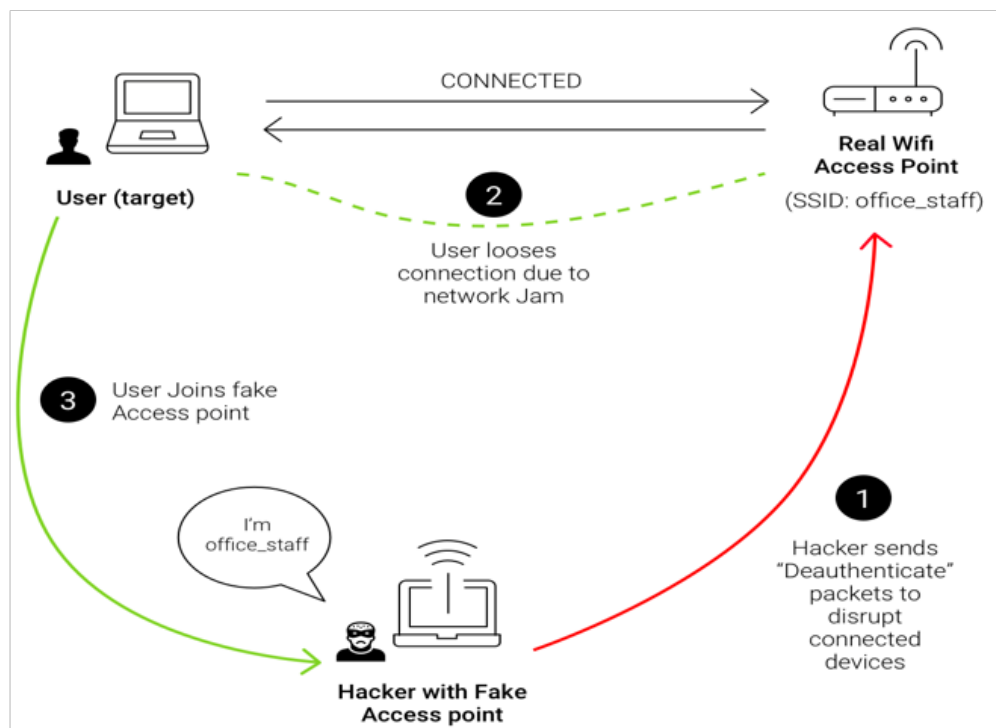 CONNECTED
Real Wifi
Access Point
(SSID: office_staff)
User (target)
2
User looses
connection due to
network Jam
3
User Joins fake
Access point
I'm
office_staff
1
Hacker sends
“Deauthenticate“
packets to
disrupt
connected
devices
Hacker with Fake
Access point